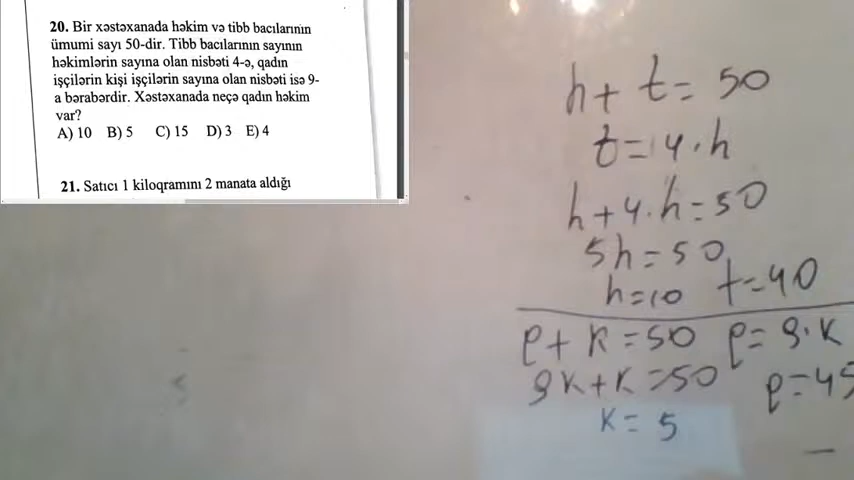 20. Bir xəstəxanada həkim və tibb bacılarının
ümumi sayı 50-dir. Tibb bacılarının sayının
həkimlərin sayına olan nisbəti 4-ə, qadın
işçilərin kişi işçilərin sayına olan nisbəti isə 9-
a bərabərdir. Xəstəxanada neçə qadın həkim
var?
A) 10 B) 5 C) 15 D) 3 E) 4
21. Satıcı 1 kiloqramını 2 manata aldığı
h + t = 50
t = 4 · h
h + 4 · h = 50
5h = 50
h = 10 t = 40
q + k = 50 q = 9 · k
9k + k = 50 q = 45
k = 5